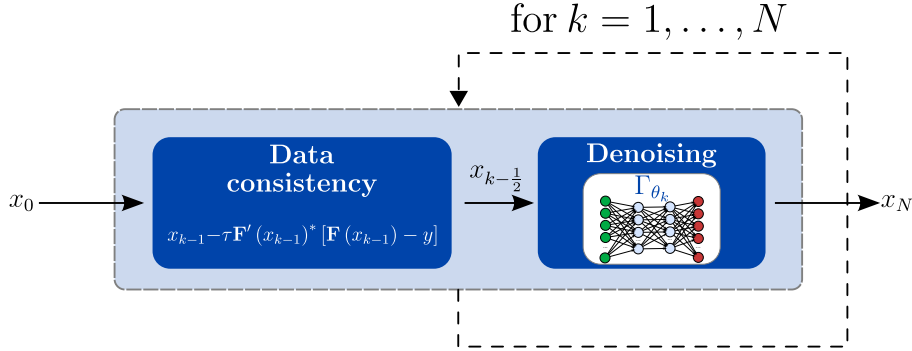 for k = 1, . . . , N
Data
consistency
x_{k−1}−τF′ (x_{k−1})* [F (x_{k−1}) − y]
x_{k−1/2}
Denoising
Γ_{θ_k}
x_0
x_N